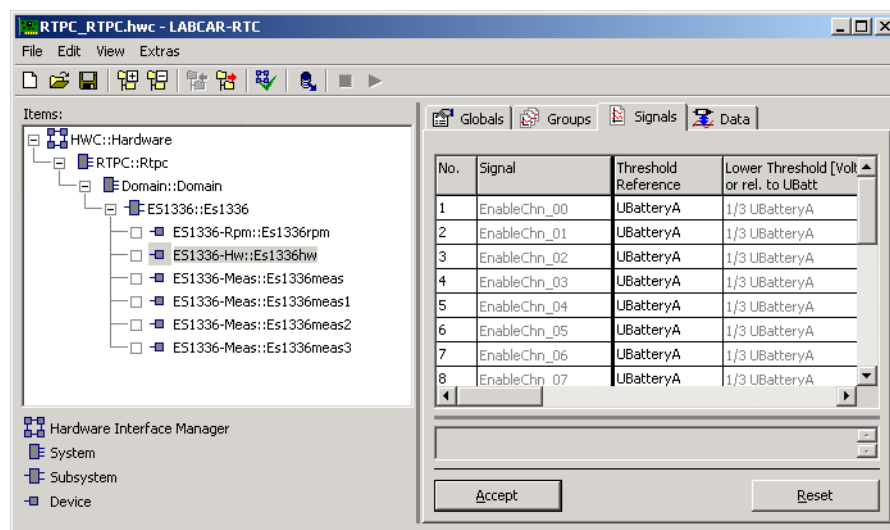 RTPC_RTPC.hwc - LABCAR-RTC
File Edit View Extras
Items:
HWC::Hardware
RTPC::Rtpc
Domain::Domain
ES1336::Es1336
ES1336-Rpm::Es1336rpm
ES1336-Hw::Es1336hw
ES1336-Meas::Es1336meas
ES1336-Meas::Es1336meas1
ES1336-Meas::Es1336meas2
ES1336-Meas::Es1336meas3
Hardware Interface Manager
System
Subsystem
Device
Globals Groups Signals Data
No. Signal Threshold Lower Threshold [Volt
Reference or rel. to UBatt
1 EnableChn_00 UBatteryA 1/3 UBatteryA
2 EnableChn_01 UBatteryA 1/3 UBatteryA
3 EnableChn_02 UBatteryA 1/3 UBatteryA
4 EnableChn_03 UBatteryA 1/3 UBatteryA
5 EnableChn_04 UBatteryA 1/3 UBatteryA
6 EnableChn_05 UBatteryA 1/3 UBatteryA
7 EnableChn_06 UBatteryA 1/3 UBatteryA
8 EnableChn_07 UBatteryA 1/3 UBatteryA
Accept Reset